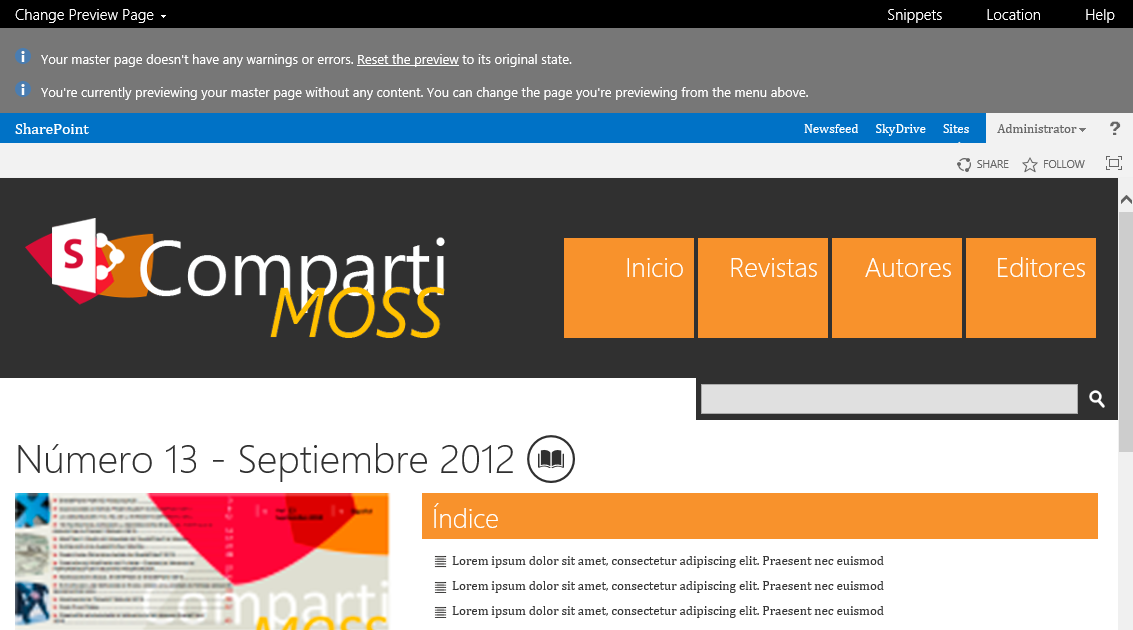 Change Preview Page
Snippets
Location
Help
Your master page doesn't have any warnings or errors. Reset the preview to its original state.
You're currently previewing your master page without any content. You can change the page you're previewing from the menu above.
SharePoint
Newsfeed
SkyDrive
Sites
Administrator
?
SHARE
FOLLOW
S
Comparti
MOSS
Inicio
Revistas
Autores
Editores
Número 13 - Septiembre 2012
Índice
Lorem ipsum dolor sit amet, consectetur adipiscing elit. Praesent nec euismod
Lorem ipsum dolor sit amet, consectetur adipiscing elit. Praesent nec euismod
Lorem ipsum dolor sit amet, consectetur adipiscing elit. Praesent nec euismod
comparti